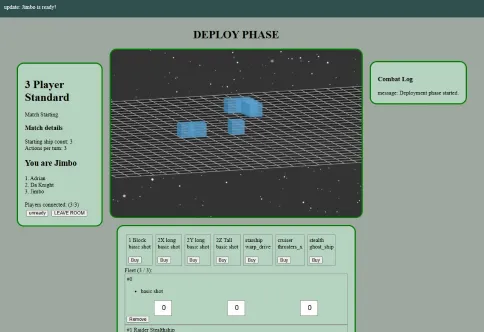 update: Jimbo is ready!
DEPLOY PHASE
3 Player
Standard
Match Starting
Match details
Starting ship count: 3
Actions per turn: 3
You are Jimbo
1. Adrian
2. Da Knight
3. Jimbo
Players connected: (3/3)
unready LEAVE ROOM
Combat Log
message: Deployment phase started.
1 Block
basic shot
Buy
2X long
basic shot
Buy
2Y long
basic shot
Buy
2Z Tall
basic shot
Buy
starship
warp_drive
Buy
cruiser
thrusters_x
Buy
stealth
ghost_ship
Buy
Fleet (3 / 3):
#0
basic shot
0 0 0
Remove
#1 Raider Stealthship